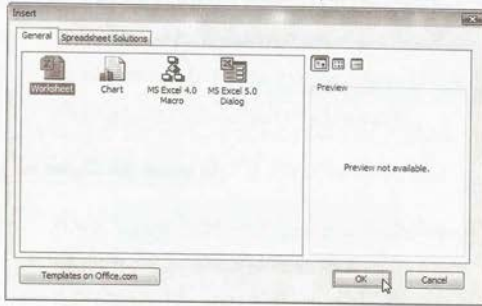 Insert
General Spreadsheet Solutions
Worksheet Chart MS Excel 4.0 Macro MS Excel 5.0 Dialog
Preview
Preview not available.
Templates on Office.com
OK Cancel